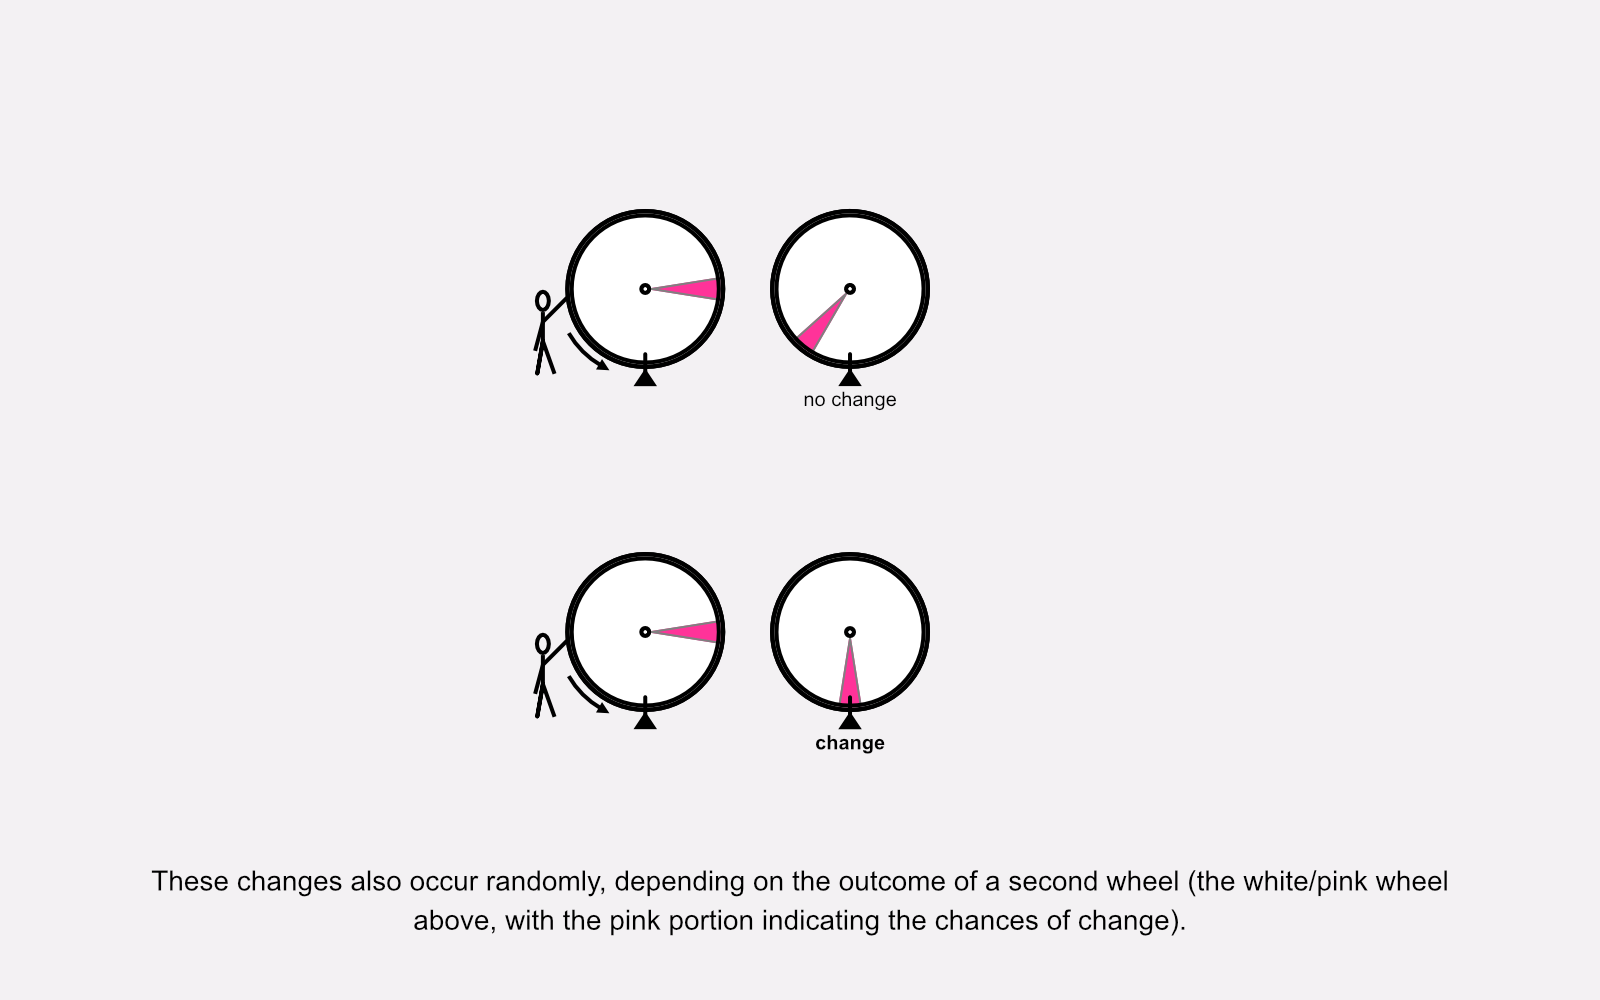 no change
change
These changes also occur randomly, depending on the outcome of a second wheel (the white/pink wheel
above, with the pink portion indicating the chances of change).